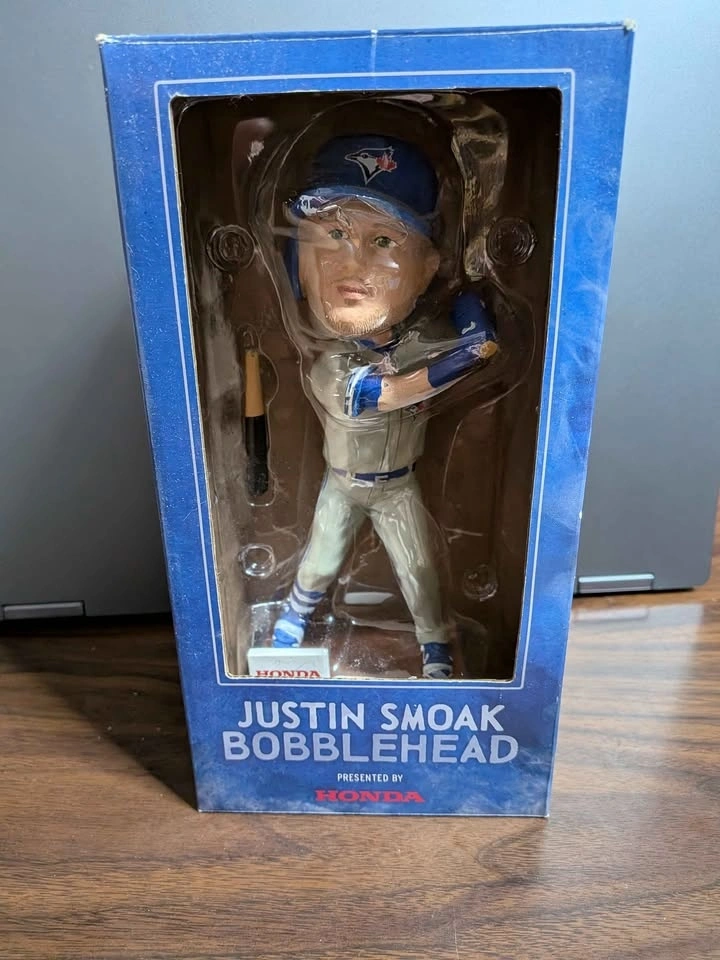 HONDA
JUSTIN SMOAK
BOBBLEHEAD
PRESENTED BY
HONDA